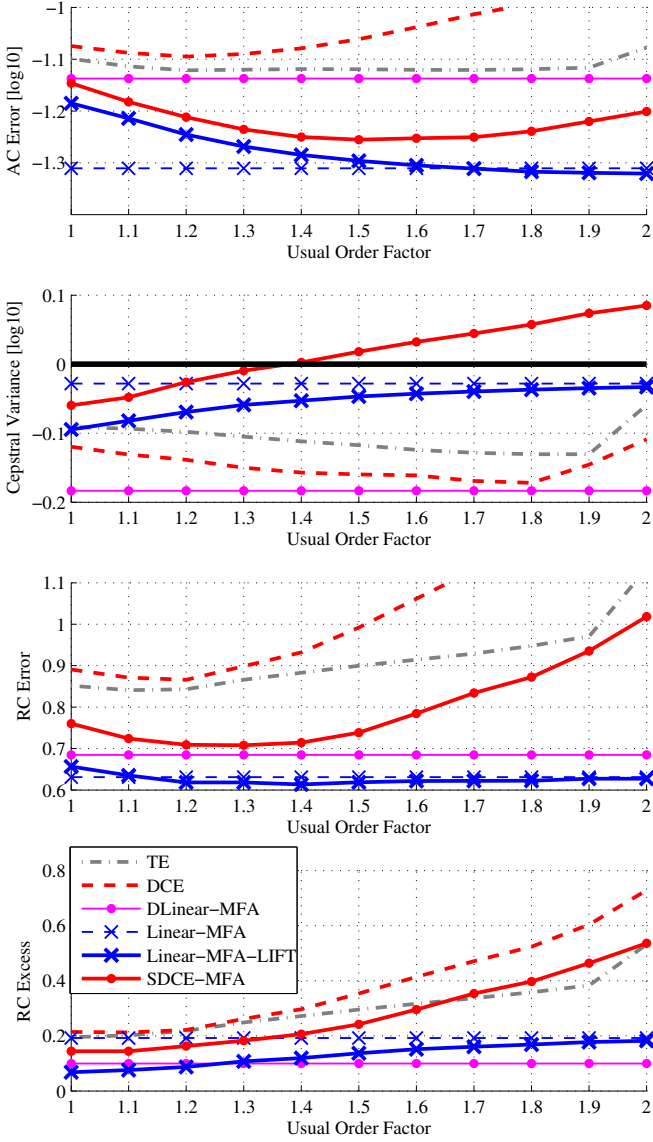 −1
−1.1
−1.2
−1.3
AC Error [log10]
1 1.1 1.2 1.3 1.4 1.5 1.6 1.7 1.8 1.9 2
Usual Order Factor
0.1
0
−0.1
−0.2
Cepstral Variance [log10]
1 1.1 1.2 1.3 1.4 1.5 1.6 1.7 1.8 1.9 2
Usual Order Factor
1.1
1
0.9
0.8
0.7
0.6
RC Error
1 1.1 1.2 1.3 1.4 1.5 1.6 1.7 1.8 1.9 2
Usual Order Factor
TE
DCE
DLinear−MFA
Linear−MFA
Linear−MFA−LIFT
SDCE−MFA
0.8
0.6
0.4
0.2
0
RC Excess
1 1.1 1.2 1.3 1.4 1.5 1.6 1.7 1.8 1.9 2
Usual Order Factor